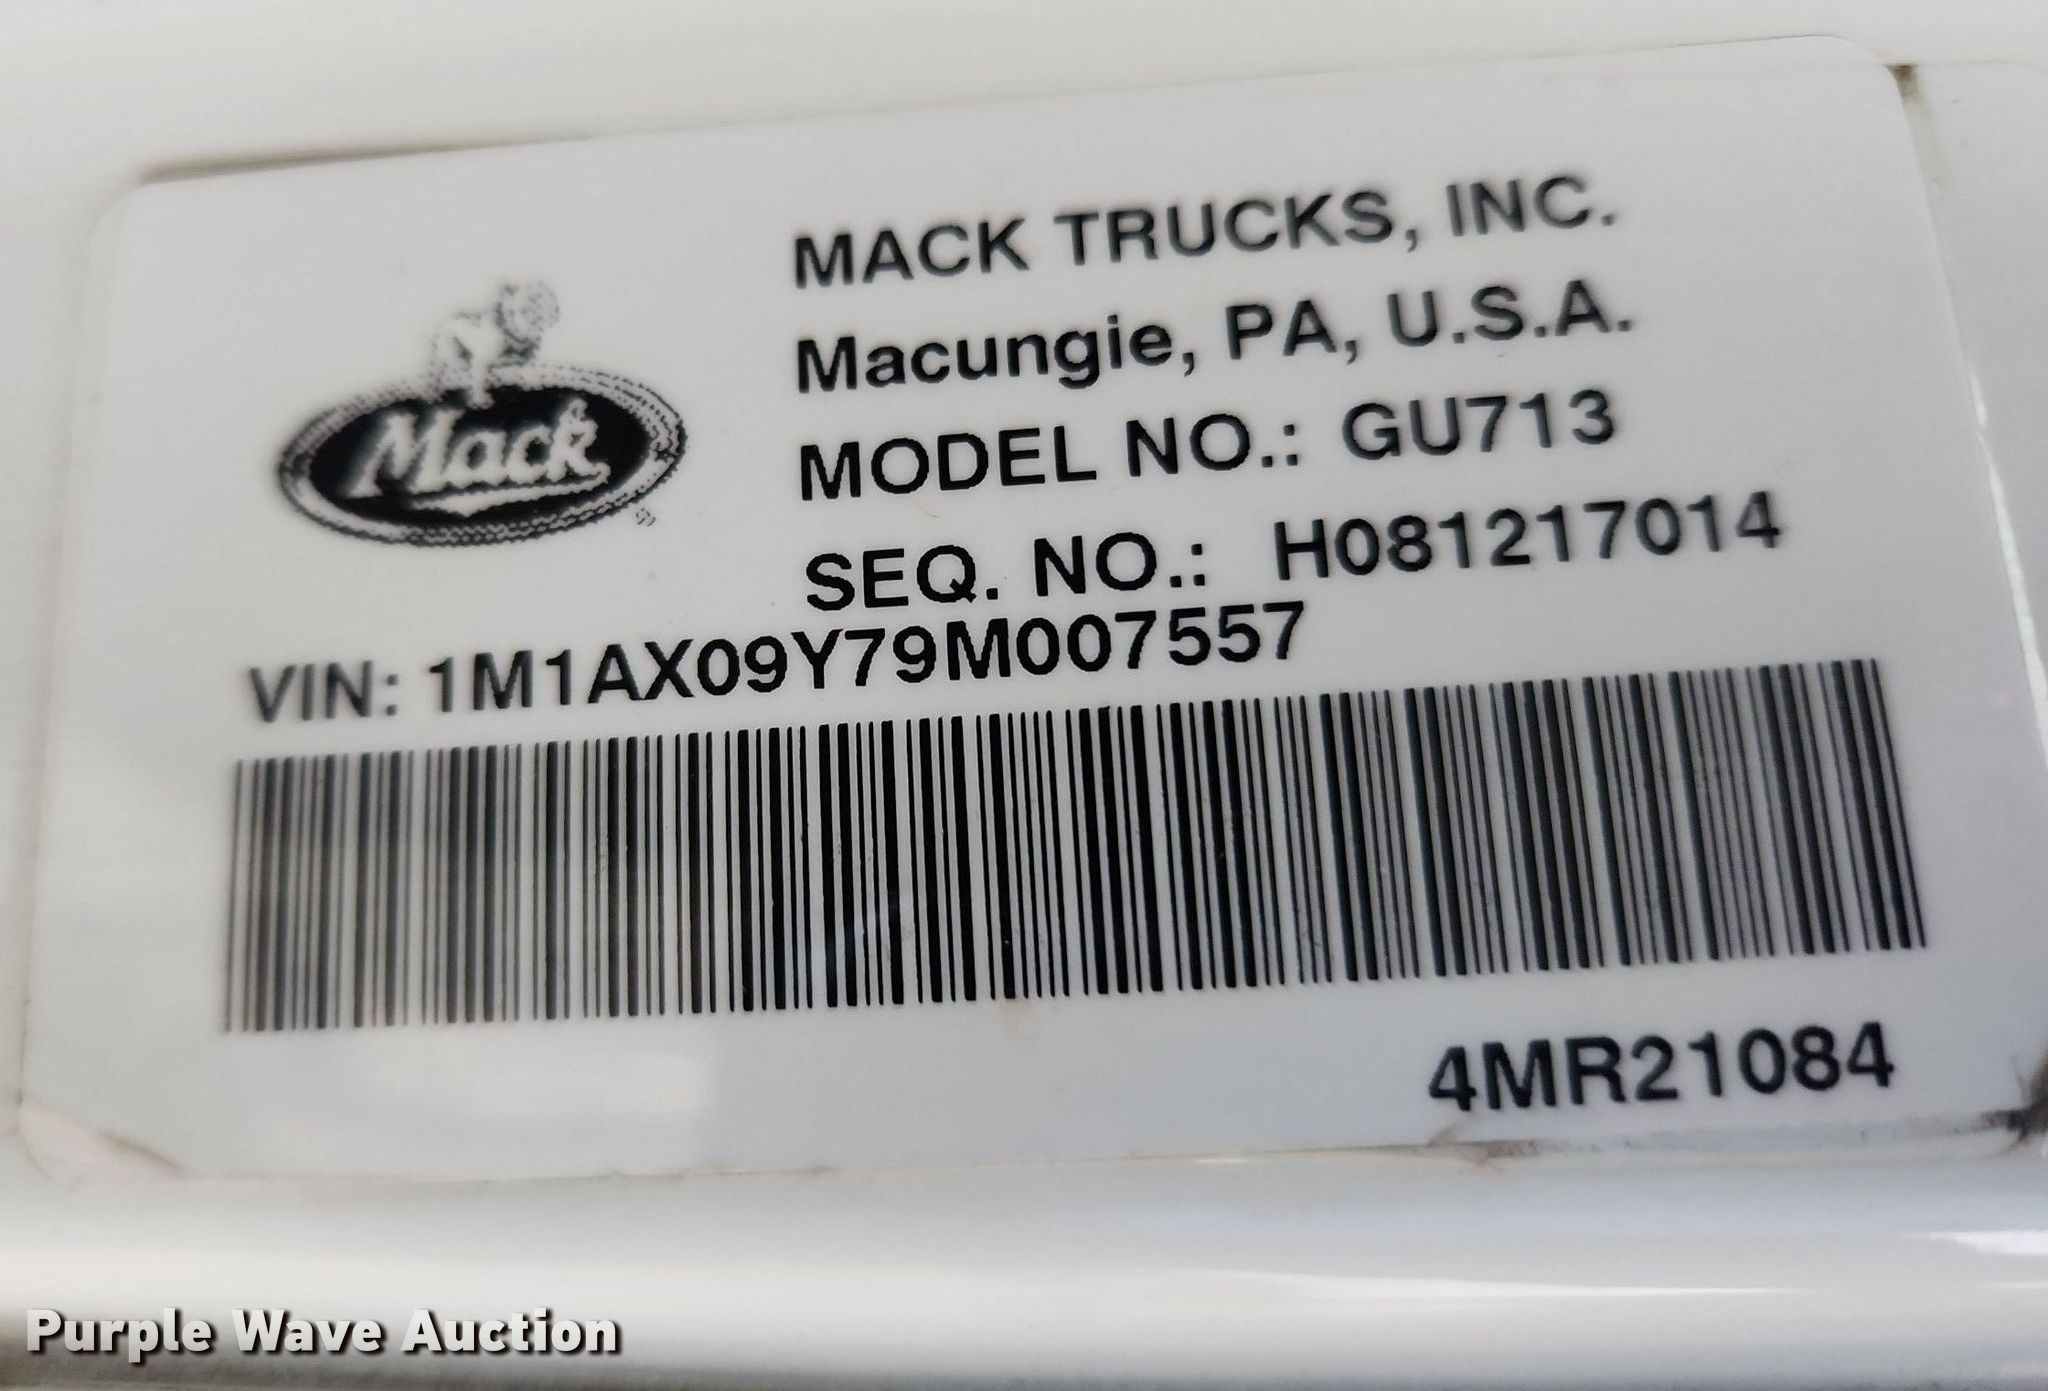 MACK TRUCKS, INC.
Macungie, PA, U.S.A.
Mack
MODEL NO.: GU713
SEQ. NO.: H081217014
VIN: 1M1AX09Y79M007557
4MR21084
Purple Wave Auction